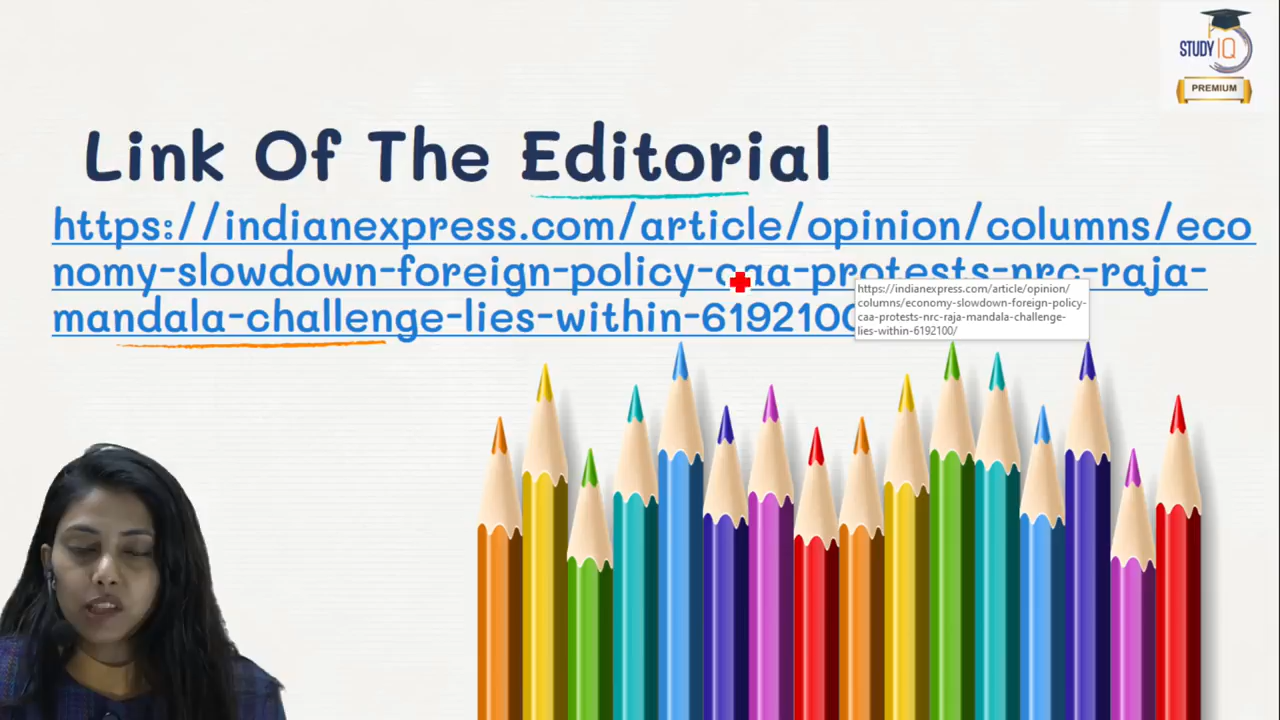 STUDY IQ
PREMIUM
Link Of The Editorial
https://indianexpress.com/article/opinion/columns/eco
nomy-slowdown-foreign-policy-caa-protests-nrc-raja-
mandala-challenge-lies-within-6192100
https://indianexpress.com/article/opinion/
columns/economy-slowdown-foreign-policy-
caa-protests-nrc-raja-mandala-challenge-
lies-within-6192100/